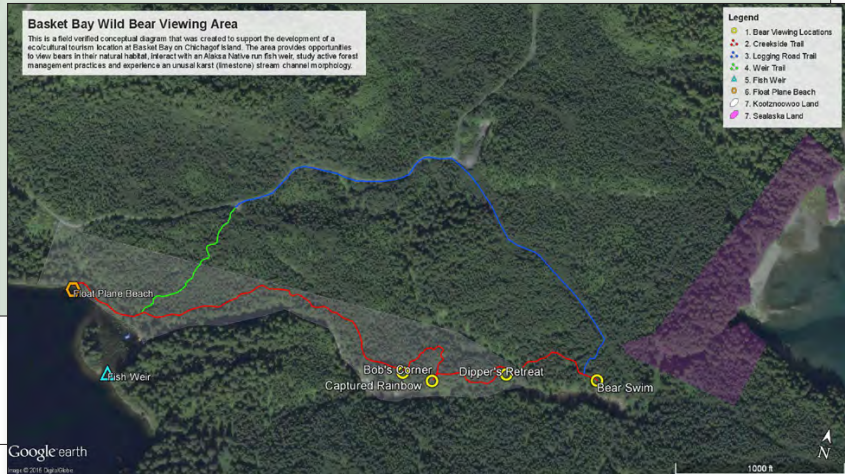 Basket Bay Wild Bear Viewing Area
This is a field verified conceptual diagram that was created to support the development of a
eco/cultural tourism location at Basket Bay on Chichagof Island. The area provides opportunities
to view bears in their natural habitat, interact with an Alaksa Native run fish weir, study active forest
management practices and experience an unusual karst (limestone) stream channel morphology.
Legend
1. Bear Viewing Locations
2. Creekside Trail
3. Logging Road Trail
4. Weir Trail
5. Fish Weir
6. Float Plane Beach
7. Kootznoowoo Land
7. Sealaska Land
Float Plane Beach
Fish Weir
Bob's Corner
Captured Rainbow
Dipper's Retreat
Bear Swim
Google earth
Image © 2016 DigitalGlobe
N
1000 ft